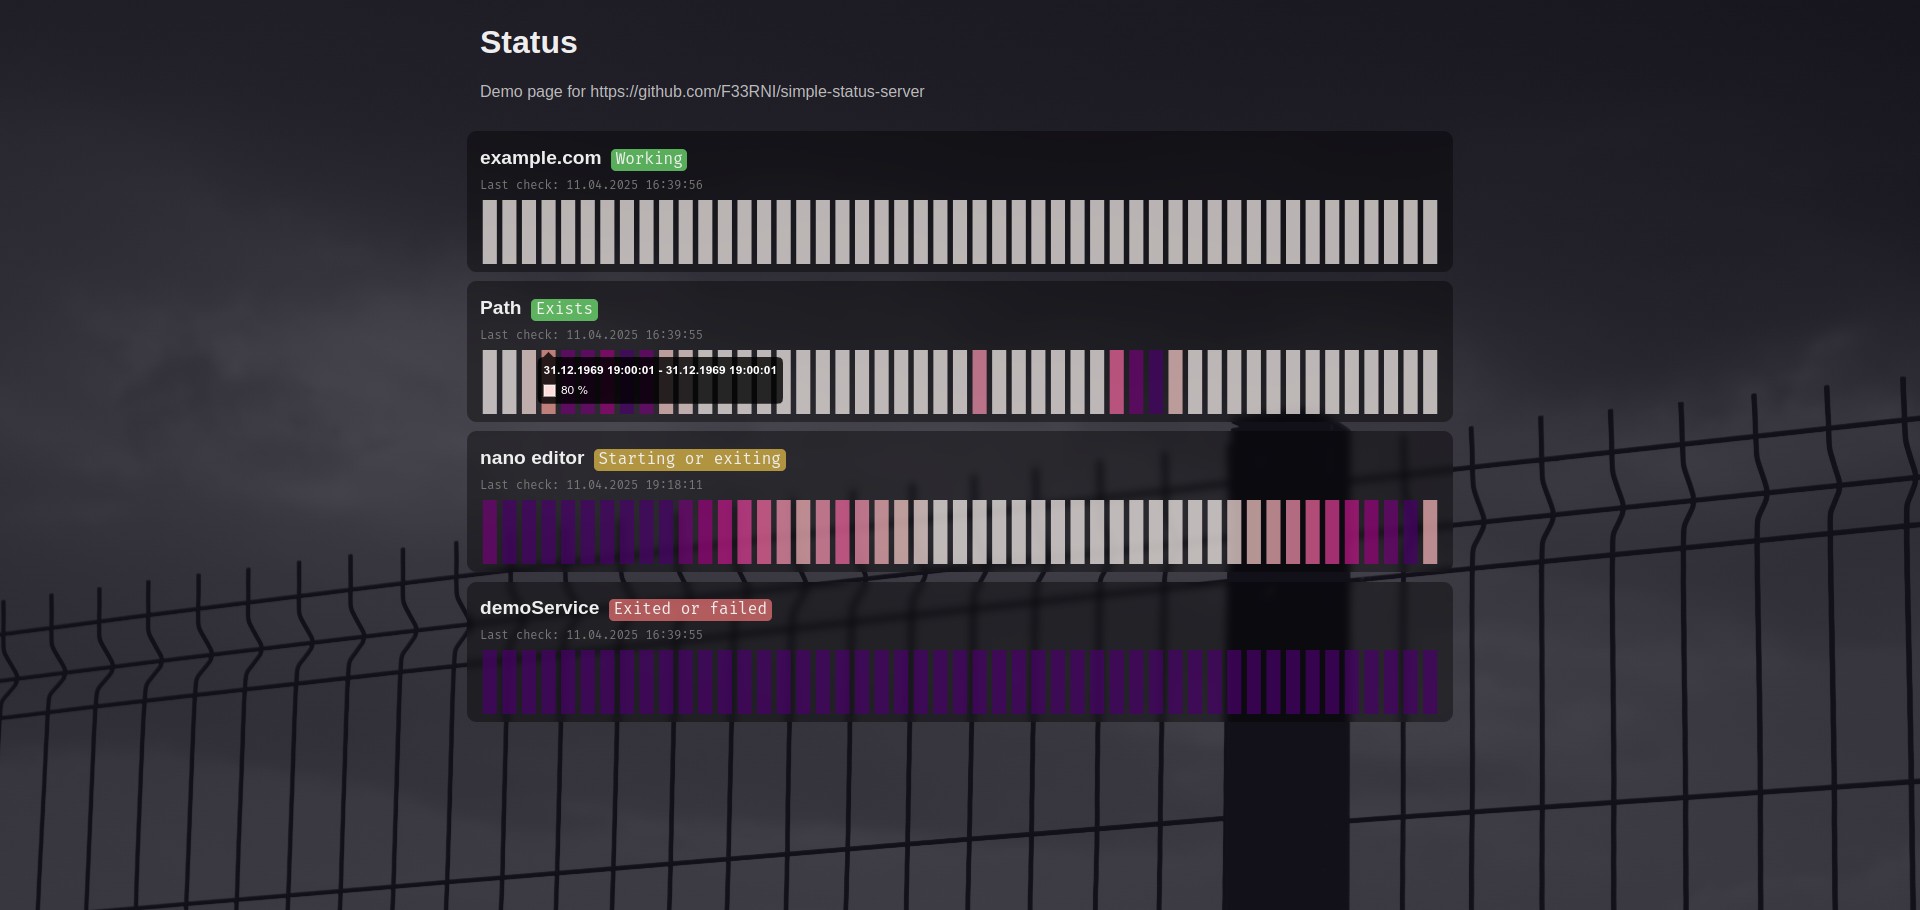 Status
Demo page for https://github.com/F33RNI/simple-status-server
example.com Working
Last check: 11.04.2025 16:39:56
Path Exists
Last check: 11.04.2025 16:39:55
31.12.1969 19:00:01 - 31.12.1969 19:00:01
80 %
nano editor Starting or exiting
Last check: 11.04.2025 19:18:11
demoService Exited or failed
Last check: 11.04.2025 16:39:55